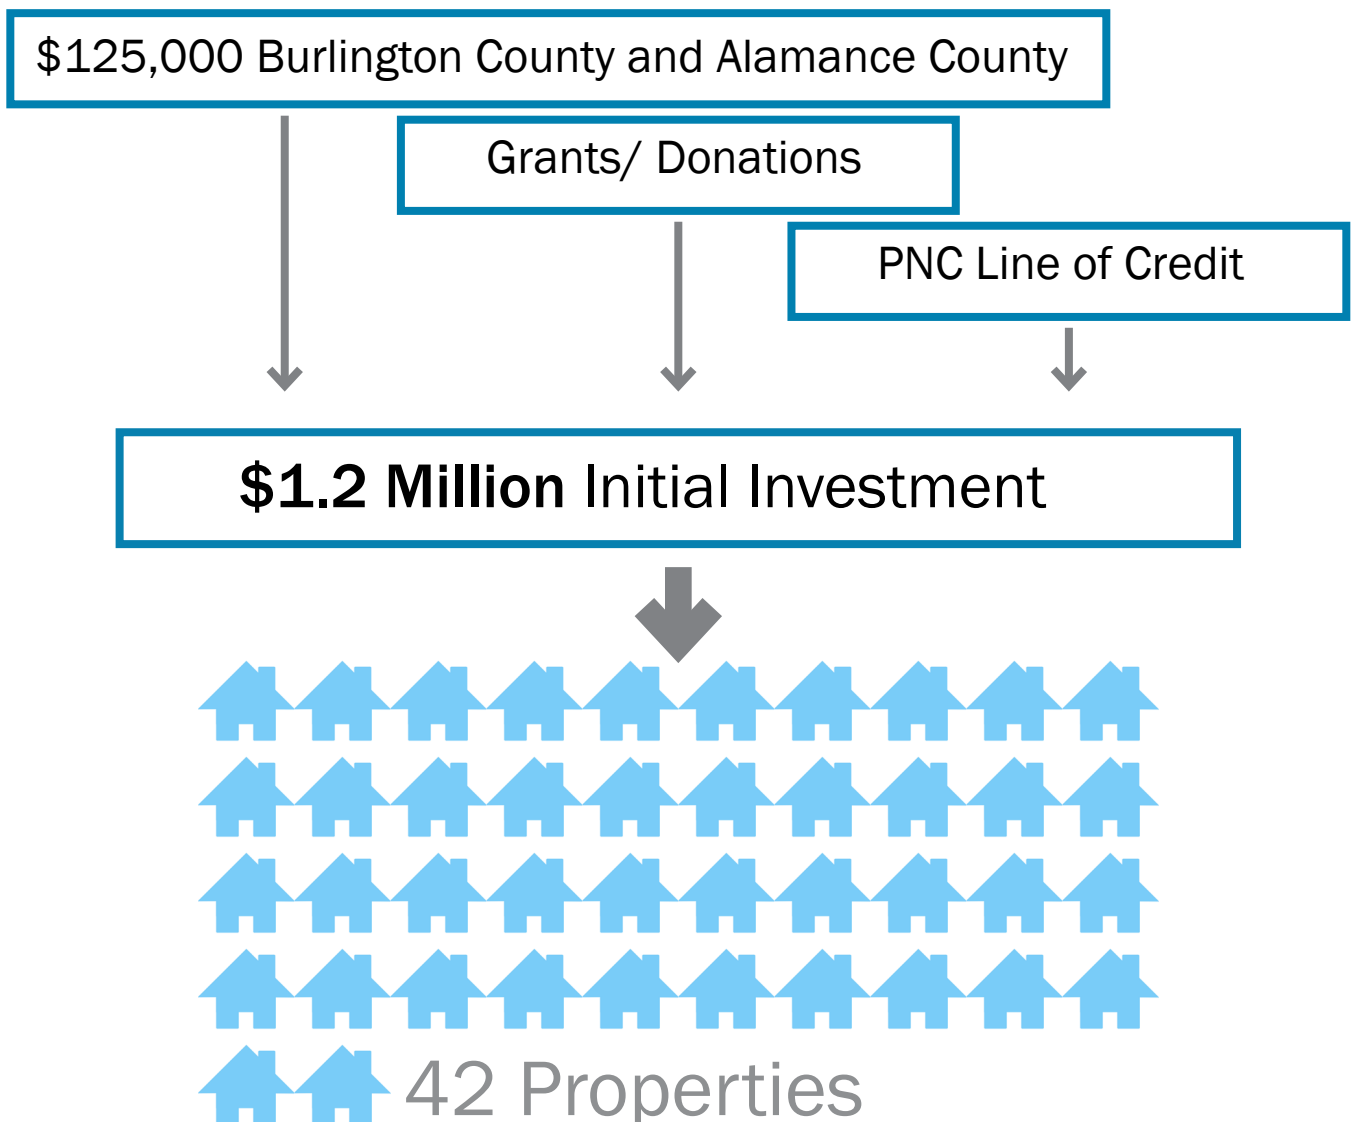 $125,000 Burlington County and Alamance County
Grants/ Donations
PNC Line of Credit
$1.2 Million Initial Investment
42 Properties